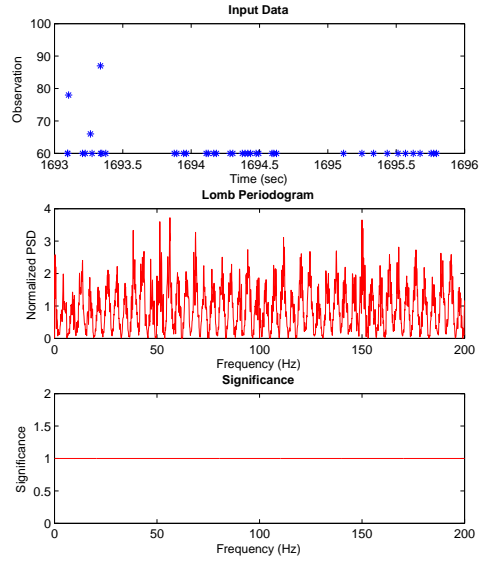 Input Data
Observation
100
90
80
70
60
1693 1693.5 1694 1694.5 1695 1695.5 1696
Time (sec)
Lomb Periodogram
Normalized PSD
4
3
2
1
0
0 50 100 150 200
Frequency (Hz)
Significance
Significance
2
1.5
1
0.5
0
0 50 100 150 200
Frequency (Hz)